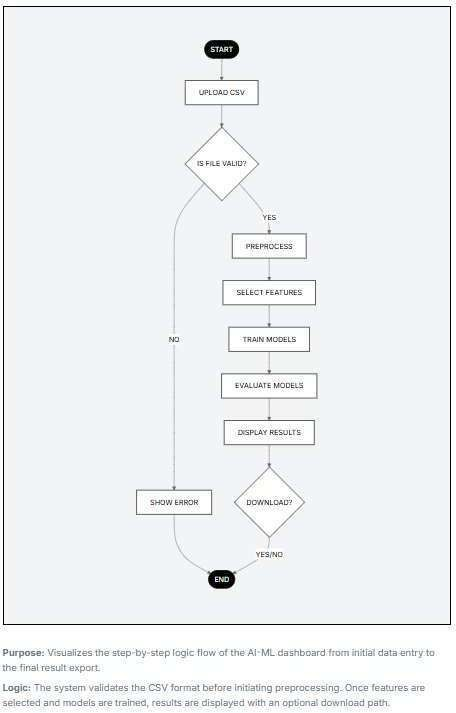 START
UPLOAD CSV
IS FILE VALID?
YES
PREPROCESS
SELECT FEATURES
TRAIN MODELS
NO
EVALUATE MODELS
DISPLAY RESULTS
SHOW ERROR
DOWNLOAD?
YES/NO
END
Purpose: Visualizes the step-by-step logic flow of the AI-ML dashboard from initial data entry to
the final result export.
Logic: The system validates the CSV format before initiating preprocessing. Once features are
selected and models are trained, results are displayed with an optional download path.